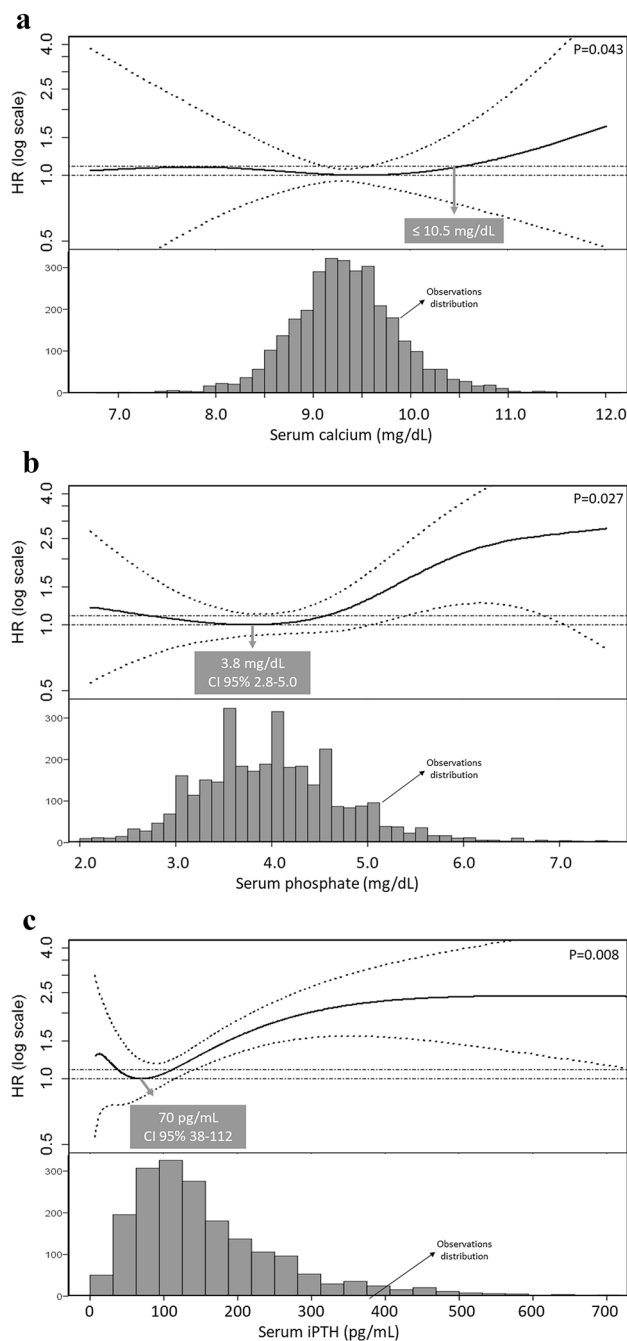 a
P=0.043
HR (log scale)
4.0
2.5
1.5
1.0
0.5
≤ 10.5 mg/dL
300
200
100
0
Observations
distribution
7.0 8.0 9.0 10.0 11.0 12.0
Serum calcium (mg/dL)
b
P=0.027
HR (log scale)
4.0
2.5
1.5
1.0
0.5
3.8 mg/dL
CI 95% 2.8-5.0
300
200
100
0
Observations
distribution
2.0 3.0 4.0 5.0 6.0 7.0
Serum phosphate (mg/dL)
c
P=0.008
HR (log scale)
4.0
2.5
1.5
1.0
0.5
70 pg/mL
CI 95% 38-112
300
200
100
0
Observations
distribution
0 100 200 300 400 500 600 700
Serum iPTH (pg/mL)